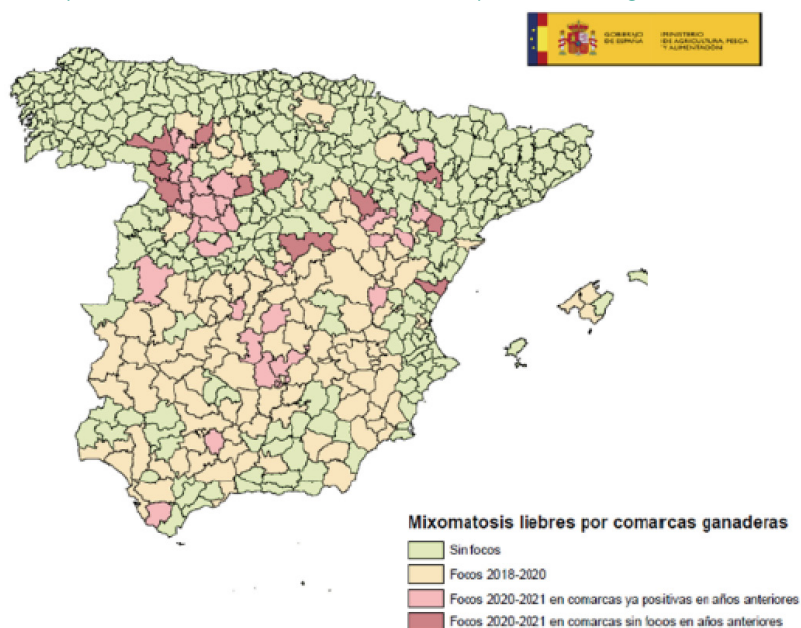 GOBIERNO
DE ESPAÑA
MINISTERIO
DE AGRICULTURA, PESCA
Y ALIMENTACIÓN
Mixomatosis liebres por comarcas ganaderas
Sin focos
Focos 2018-2020
Focos 2020-2021 en comarcas ya positivas en años anteriores
Focos 2020-2021 en comarcas sin focos en años anteriores